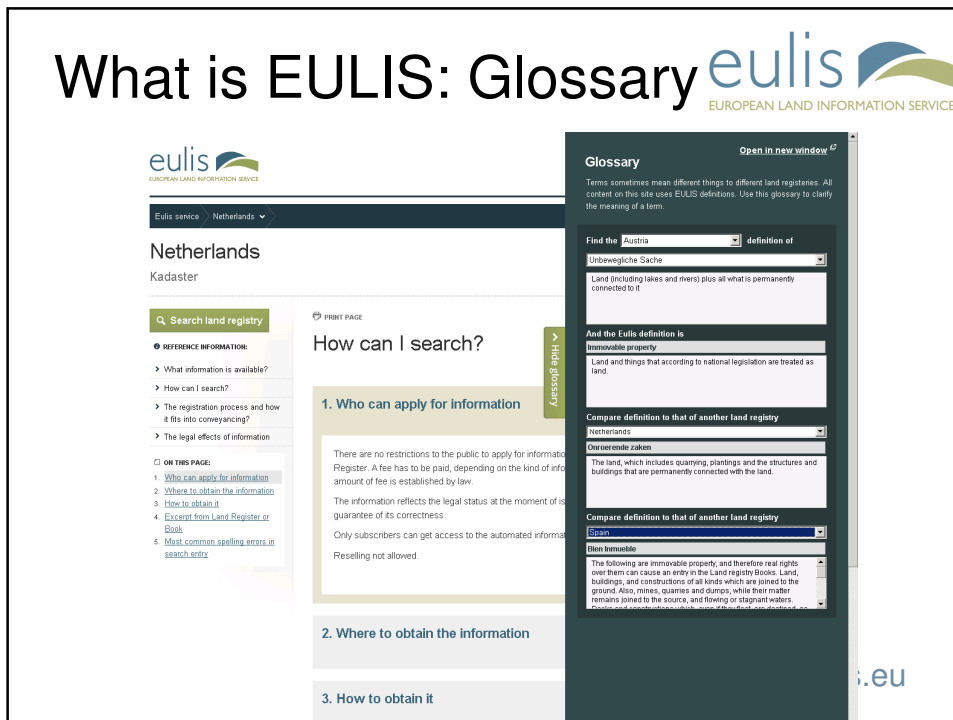 What is EULIS: Glossary
eulis
EUROPEAN LAND INFORMATION SERVICE
eulis
EUROPEAN LAND INFORMATION SERVICE
Eulis service
Netherlands
Netherlands
Kadaster
Search land registry
REFERENCE INFORMATION:
What information is available?
How can I search?
The registration process and how
it fits into conveyancing?
The legal effects of information
ON THIS PAGE:
1. Who can apply for information
2. Where to obtain the information
3. How to obtain it
4. Excerpt from Land Register or
Book
5. Most common spelling errors in
search entry
PRINT PAGE
How can I search?
1. Who can apply for information
There are no restrictions to the public to apply for informatio
Register. A fee has to be paid, depending on the kind of info
amount of fee is established by law.
The information reflects the legal status at the moment of is
guarantee of its correctness.
Only subscribers can get access to the automated informa
Reselling not allowed.
2. Where to obtain the information
3. How to obtain it
Hide glossary
Open in new window
Glossary
Terms sometimes mean different things to different land registeries. All
content on this site uses EULIS definitions. Use this glossary to clarify
the meaning of a term.
Find the Austria definition of
Unbewegliche Sache
Land (including lakes and rivers) plus all what is permanently
connected to it
And the Eulis definition is
Immovable property
Land and things that according to national legislation are treated as
land.
Compare definition to that of another land registry
Netherlands
Onroerende zaken
The land, which includes quarrying, plantings and the structures and
buildings that are permanently connected with the land.
Compare definition to that of another land registry
Spain
Bien Inmueble
The following are immovable property, and therefore real rights
over them can cause an entry in the Land registry Books. Land,
buildings, and constructions of all kinds which are joined to the
ground. Also, mines, quarries and dumps, while their matter
remains joined to the source, and flowing or stagnant waters.
Docks and constructions which, even if they float, are destined, as
.eu